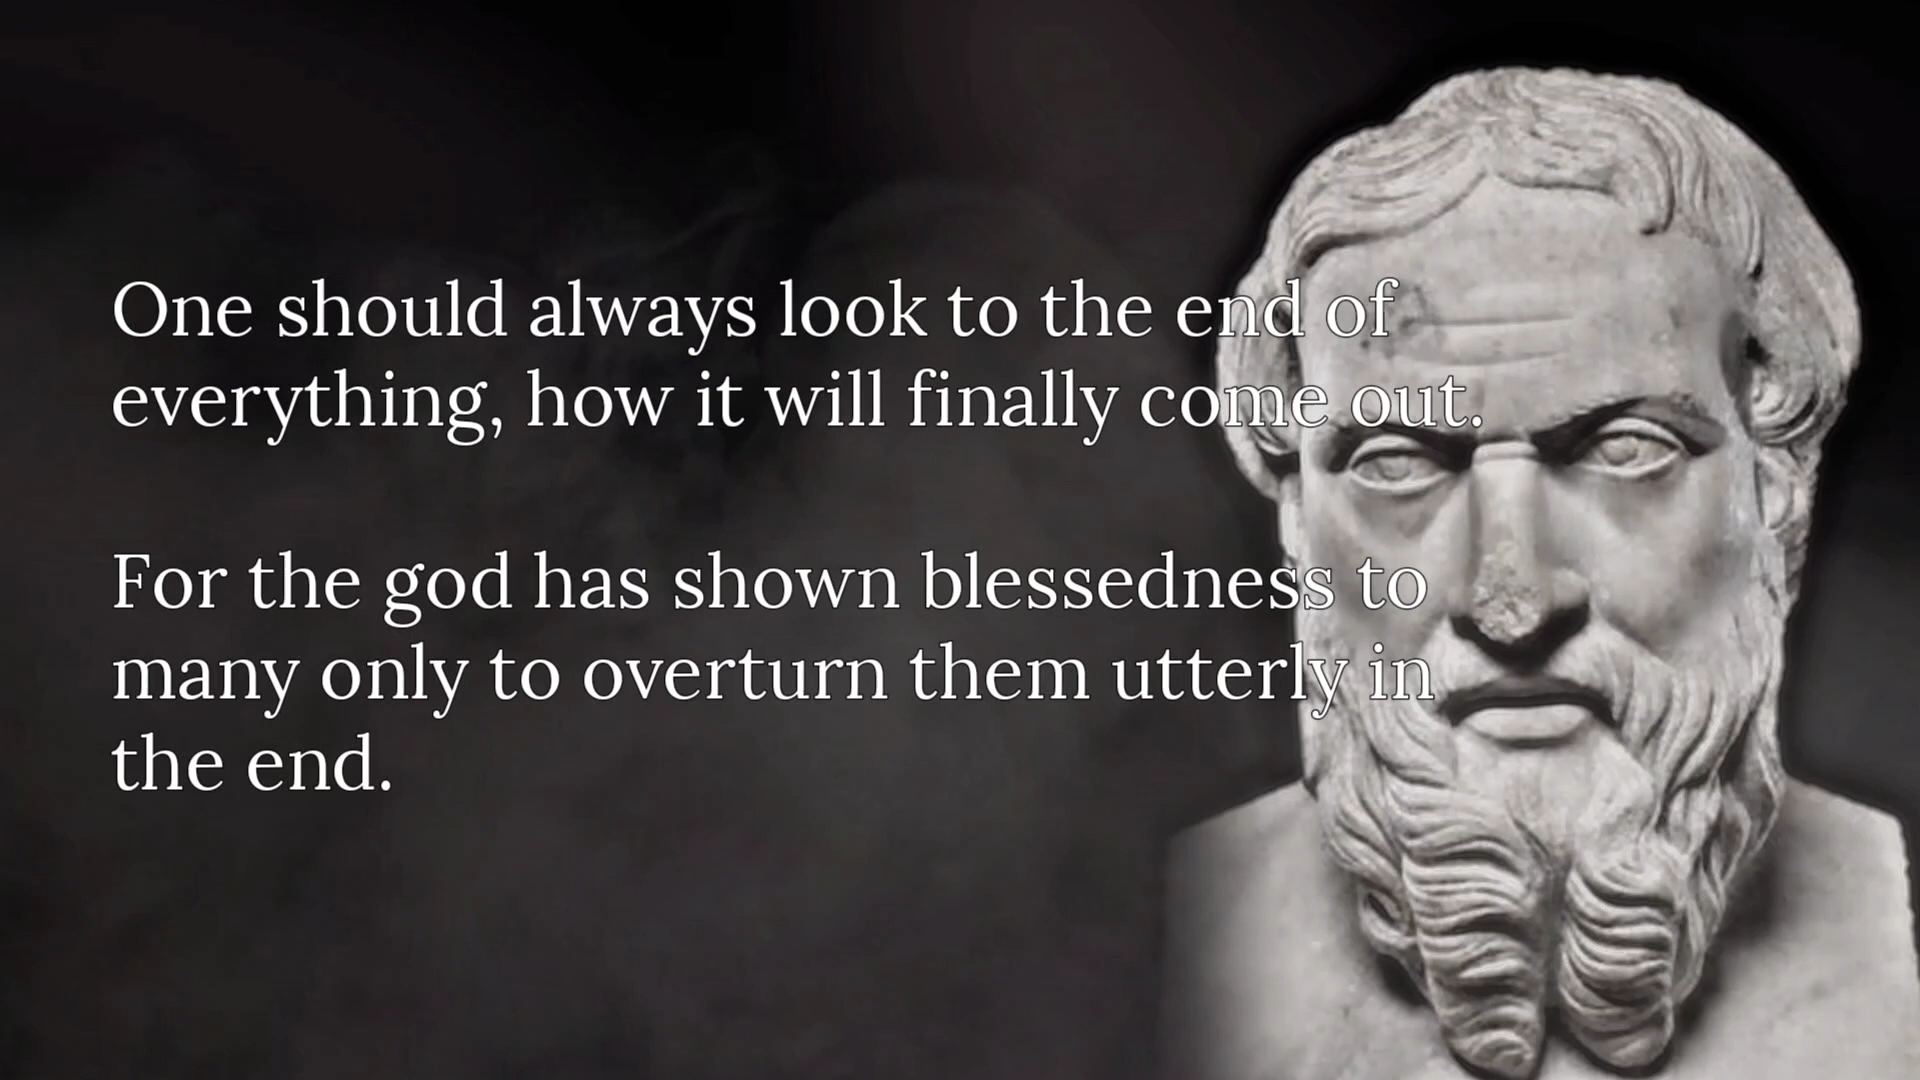 One should always look to the end of
everything, how it will finally come out.
For the god has shown blessedness to
many only to overturn them utterly in
the end.